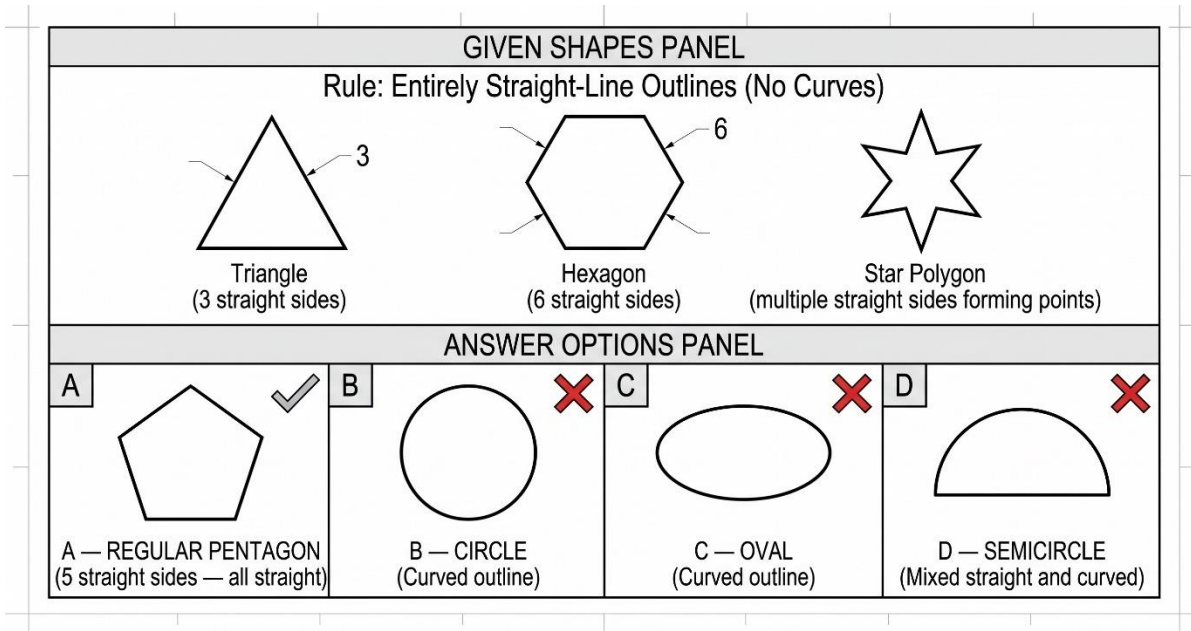 GIVEN SHAPES PANEL
Rule: Entirely Straight-Line Outlines (No Curves)
3
6
Triangle
(3 straight sides)
Hexagon
(6 straight sides)
Star Polygon
(multiple straight sides forming points)
ANSWER OPTIONS PANEL
A
B
C
D
A — REGULAR PENTAGON
(5 straight sides — all straight)
B — CIRCLE
(Curved outline)
C — OVAL
(Curved outline)
D — SEMICIRCLE
(Mixed straight and curved)